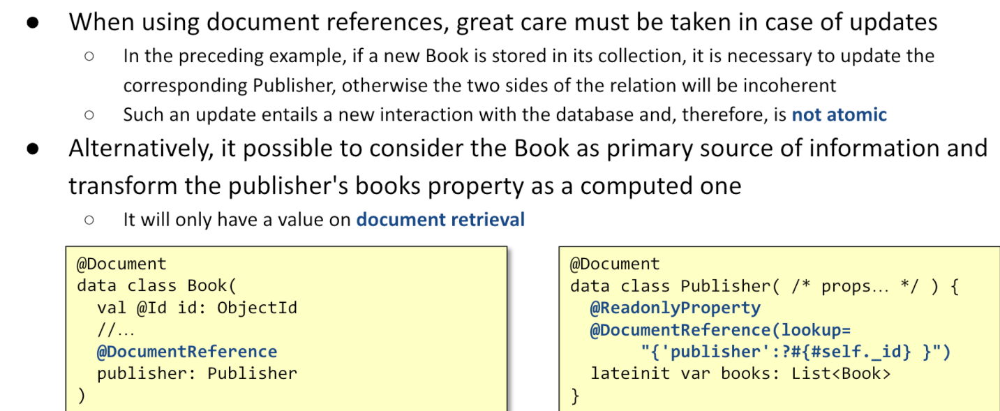 ● When using document references, great care must be taken in case of updates
○ In the preceding example, if a new Book is stored in its collection, it is necessary to update the
corresponding Publisher, otherwise the two sides of the relation will be incoherent
○ Such an update entails a new interaction with the database and, therefore, is not atomic
● Alternatively, it possible to consider the Book as primary source of information and
transform the publisher's books property as a computed one
○ It will only have a value on document retrieval
@Document
data class Book(
val @Id id: ObjectId
//…
@DocumentReference
publisher: Publisher
)
@Document
data class Publisher( /* props… */ ) {
@ReadonlyProperty
@DocumentReference(lookup=
"{'publisher':?#{#self._id} }")
lateinit var books: List<Book>
}